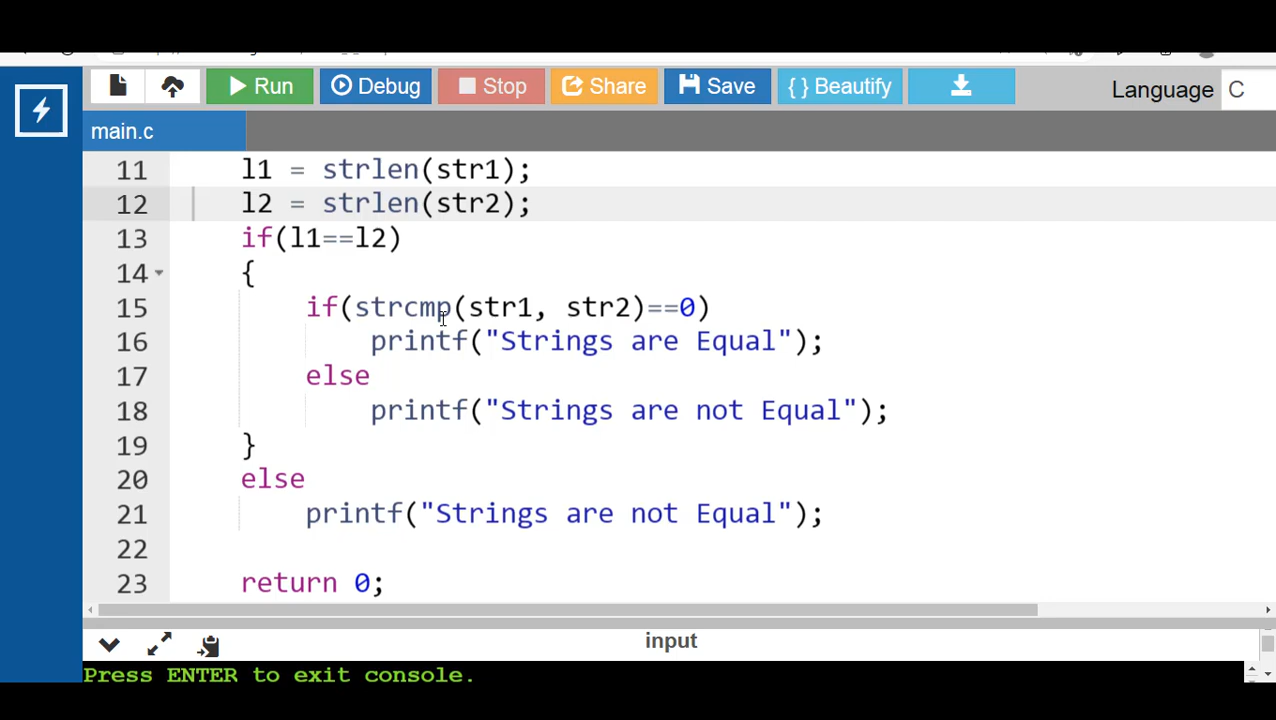 Run Debug Stop Share Save { } Beautify Language C
main.c
11 l1 = strlen(str1);
12 l2 = strlen(str2);
13 if(l1==l2)
14 {
15 if(strcmp(str1, str2)==0)
16 printf("Strings are Equal");
17 else
18 printf("Strings are not Equal");
19 }
20 else
21 printf("Strings are not Equal");
22
23 return 0;
input
Press ENTER to exit console.